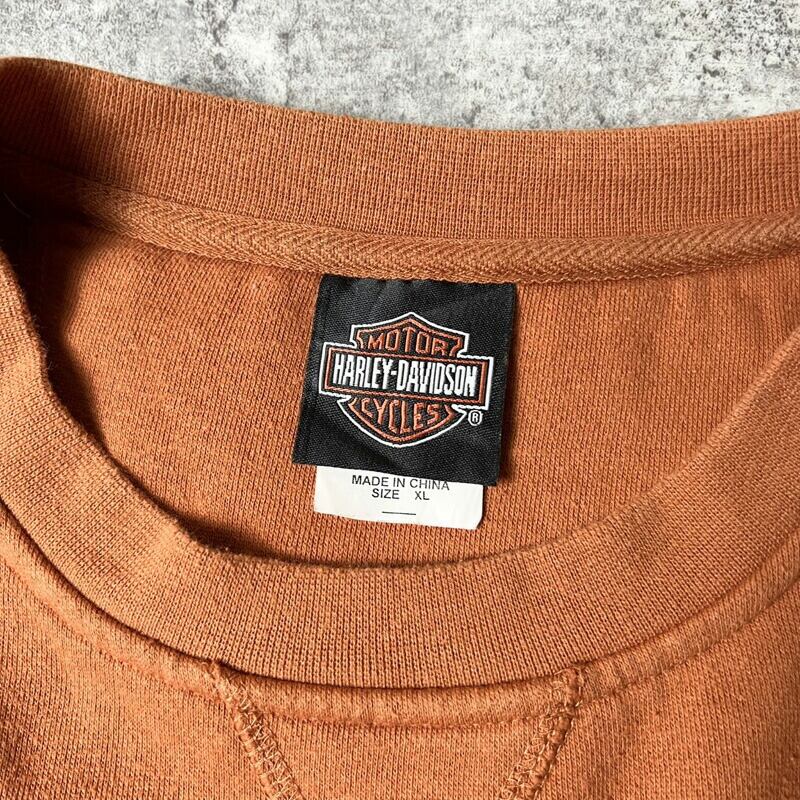 MOTOR
HARLEY-DAVIDSON
CYCLES
®
MADE IN CHINA
SIZE XL